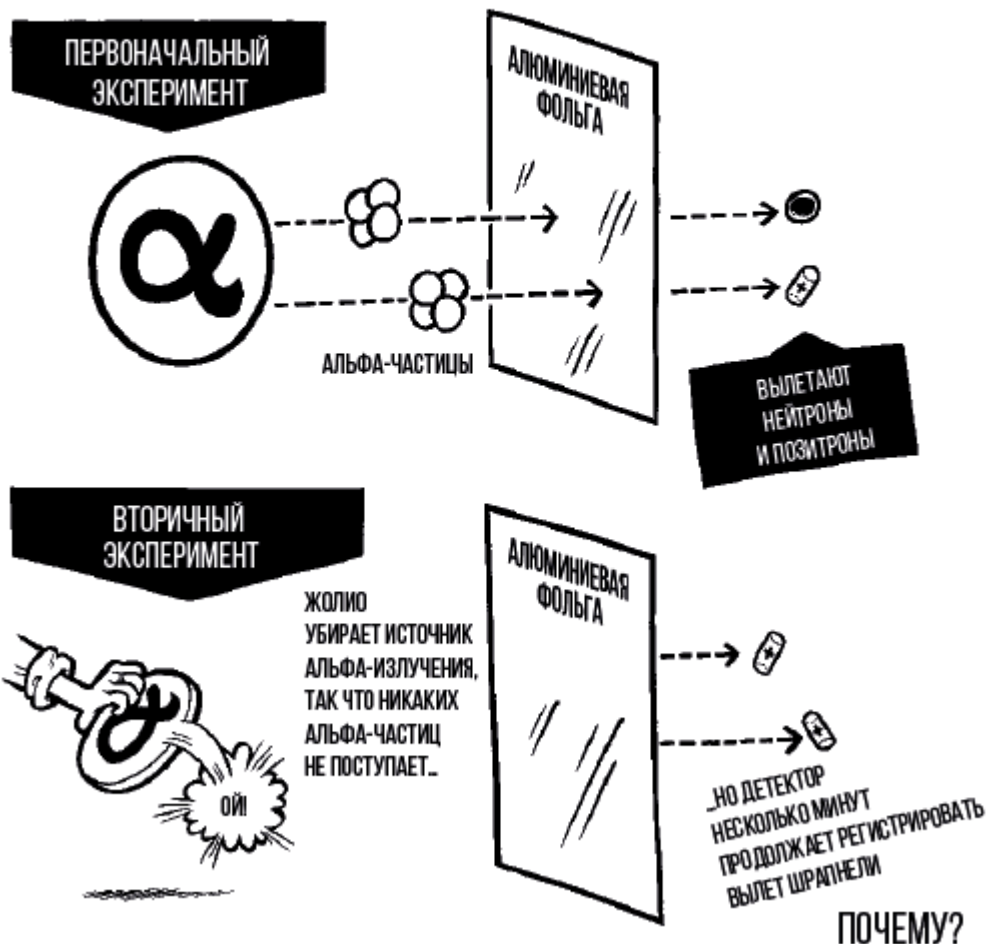 ПЕРВОНАЧАЛЬНЫЙ
ЭКСПЕРИМЕНТ
АЛЮМИНИЕВАЯ
ФОЛЬГА
α
+
АЛЬФА-ЧАСТИЦЫ
ВЫЛЕТАЮТ
НЕЙТРОНЫ
И ПОЗИТРОНЫ
ВТОРИЧНЫЙ
ЭКСПЕРИМЕНТ
ЖОЛИО
УБИРАЕТ ИСТОЧНИК
АЛЬФА-ИЗЛУЧЕНИЯ,
ТАК ЧТО НИКАКИХ
АЛЬФА-ЧАСТИЦ
НЕ ПОСТУПАЕТ...
α
ОЙ!
АЛЮМИНИЕВАЯ
ФОЛЬГА
+
+
...НО ДЕТЕКТОР
НЕСКОЛЬКО МИНУТ
ПРОДОЛЖАЕТ РЕГИСТРИРОВАТЬ
ВЫЛЕТ ШРАПНЕЛИ
ПОЧЕМУ?